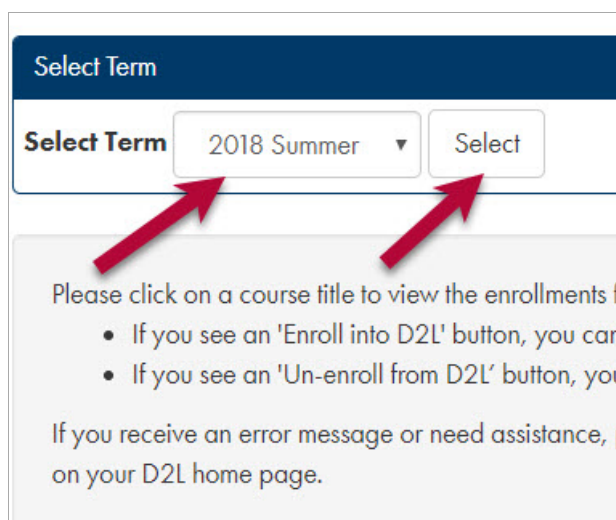 Select Term
Select Term 2018 Summer Select
Please click on a course title to view the enrollments
If you see an 'Enroll into D2L' button, you can
If you see an 'Un-enroll from D2L’ button, you
If you receive an error message or need assistance,
on your D2L home page.